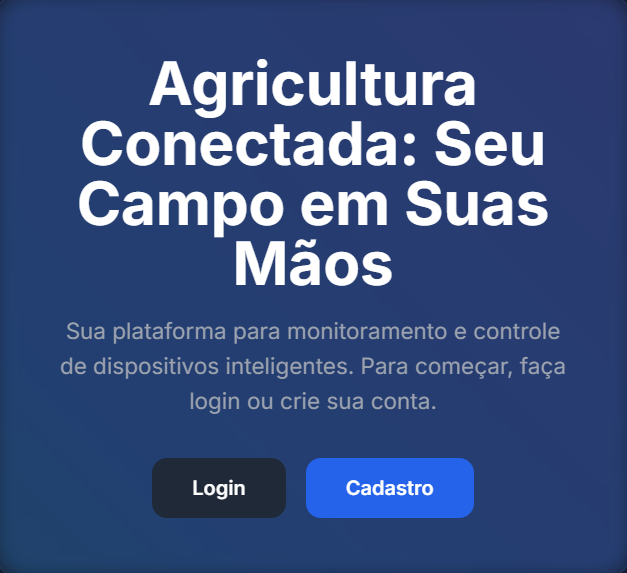 Agricultura
Conectada: Seu
Campo em Suas
Mãos
Sua plataforma para monitoramento e controle
de dispositivos inteligentes. Para começar, faça
login ou crie sua conta.
Login
Cadastro